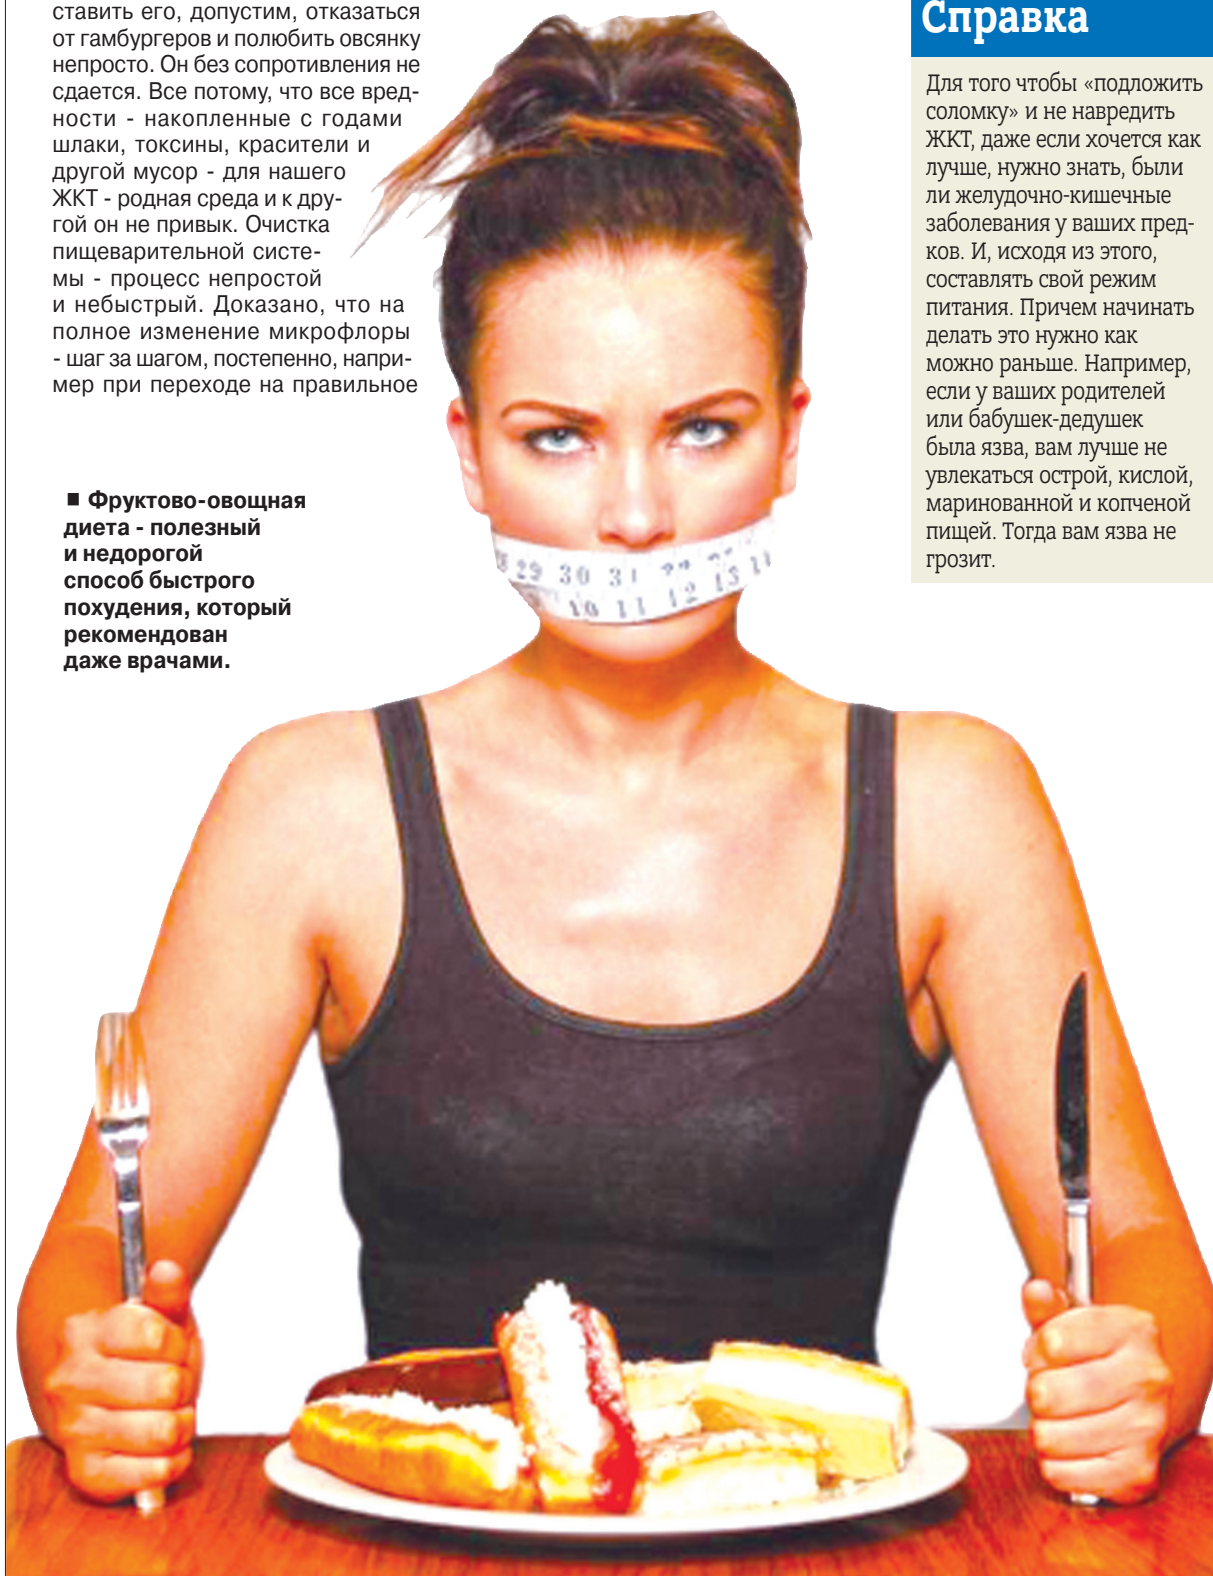 ставить его, допустим, отказаться
от гамбургеров и полюбить овсянку
непросто. Он без сопротивления не
сдается. Все потому, что все вред-
ности - накопленные с годами
шлаки, токсины, красители и
другой мусор - для нашего
ЖКТ - родная среда и к дру-
гой он не привык. Очистка
пищеварительной систе-
мы - процесс непростой
и небыстрый. Доказано, что на
полное изменение микрофлоры
- шаг за шагом, постепенно, напри-
мер при переходе на правильное
■ Фруктово-овощная
диета - полезный
и недорогой
способ быстрого
похудения, который
рекомендован
даже врачами.
29 30 31
10 11 12 13
Справка
Для того чтобы «подложить
соломку» и не навредить
ЖКТ, даже если хочется как
лучше, нужно знать, были
ли желудочно-кишечные
заболевания у ваших пред-
ков. И, исходя из этого,
составлять свой режим
питания. Причем начинать
делать это нужно как
можно раньше. Например,
если у ваших родителей
или бабушек-дедушек
была язва, вам лучше не
увлекаться острой, кислой,
маринованной и копченой
пищей. Тогда вам язва не
грозит.